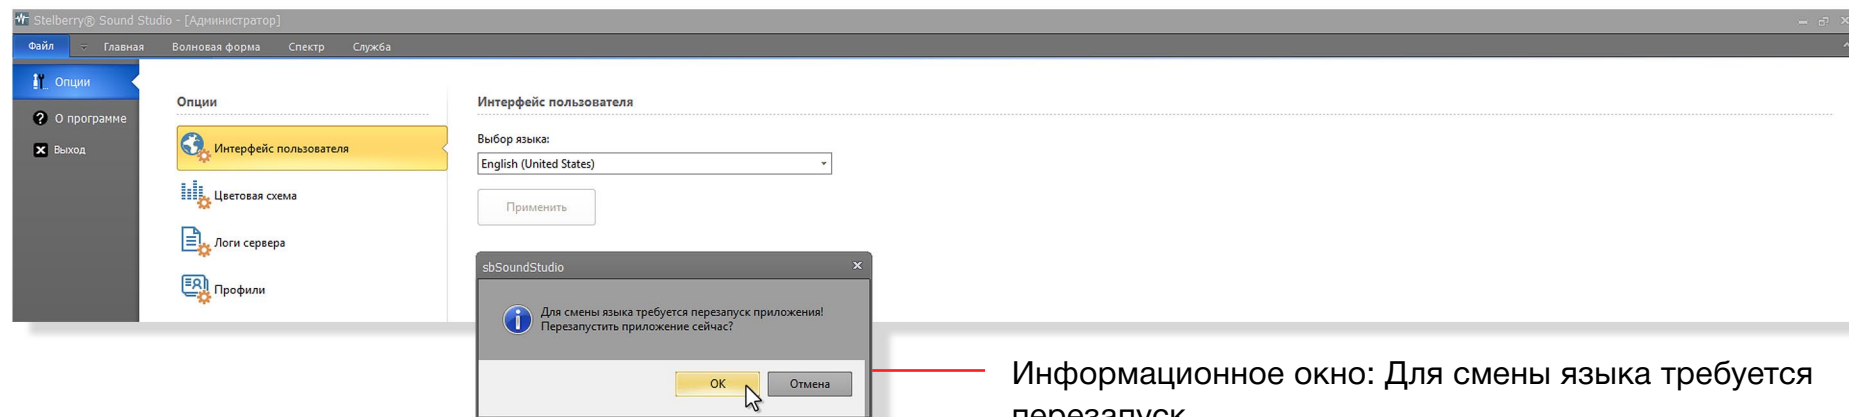 Stelberry® Sound Studio - [Администратор]
Файл Главная Волновая форма Спектр Служба
Опции
О программе
Выход
Опции
Интерфейс пользователя
Цветовая схема
Логи сервера
Профили
Интерфейс пользователя
Выбор языка:
English (United States)
Применить
sbSoundStudio
Для смены языка требуется перезапуск приложения!
Перезапустить приложение сейчас?
OK Отмена
Информационное окно: Для смены языка требуется
перезапуск